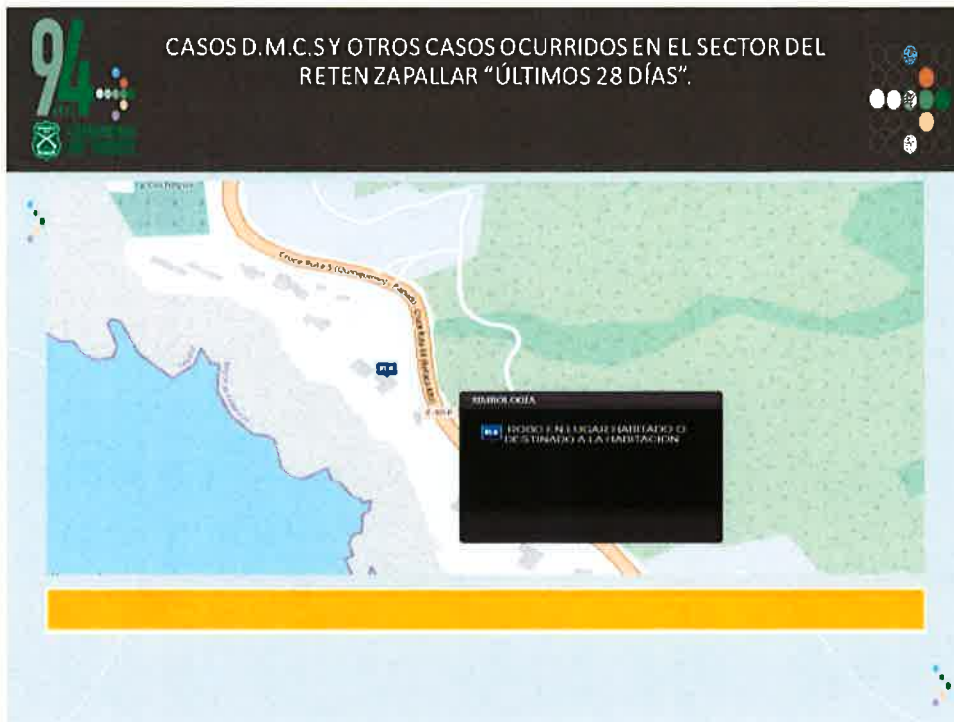 94
CASOS D.M.C.S Y OTROS CASOS OCURRIDOS EN EL SECTOR DEL
RETEN ZAPALLAR “ÚLTIMOS 28 DÍAS”.
SIMBOLOGÍA
ROBO EN LUGAR HABITADO O
DESTINADO A LA HABITACION